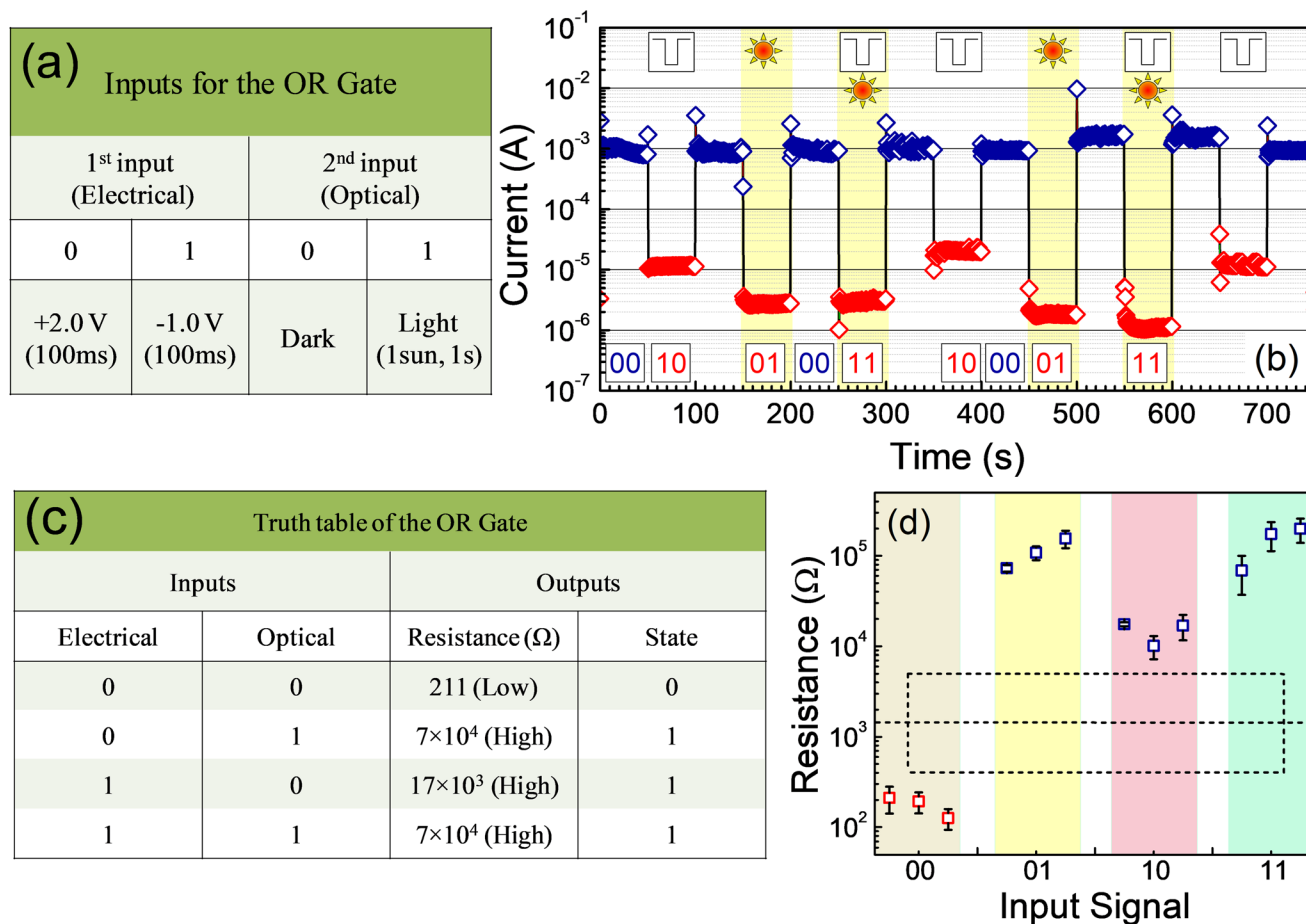 (a)
Inputs for the OR Gate
1st input
(Electrical)
2nd input
(Optical)
0 1 0 1
+2.0 V
(100ms)
-1.0 V
(100ms)
Dark
Light
(1sun, 1s)
10⁻¹
10⁻²
10⁻³
10⁻⁴
10⁻⁵
10⁻⁶
10⁻⁷
Current (A)
00 10 01 00 11 10 00 01 11
(b)
0 100 200 300 400 500 600 700
Time (s)
(c)
Truth table of the OR Gate
Inputs Outputs
Electrical Optical Resistance (Ω) State
0 0 211 (Low) 0
0 1 7×10⁴ (High) 1
1 0 17×10³ (High) 1
1 1 7×10⁴ (High) 1
(d)
10⁵
10⁴
10³
10²
Resistance (Ω)
00 01 10 11
Input Signal